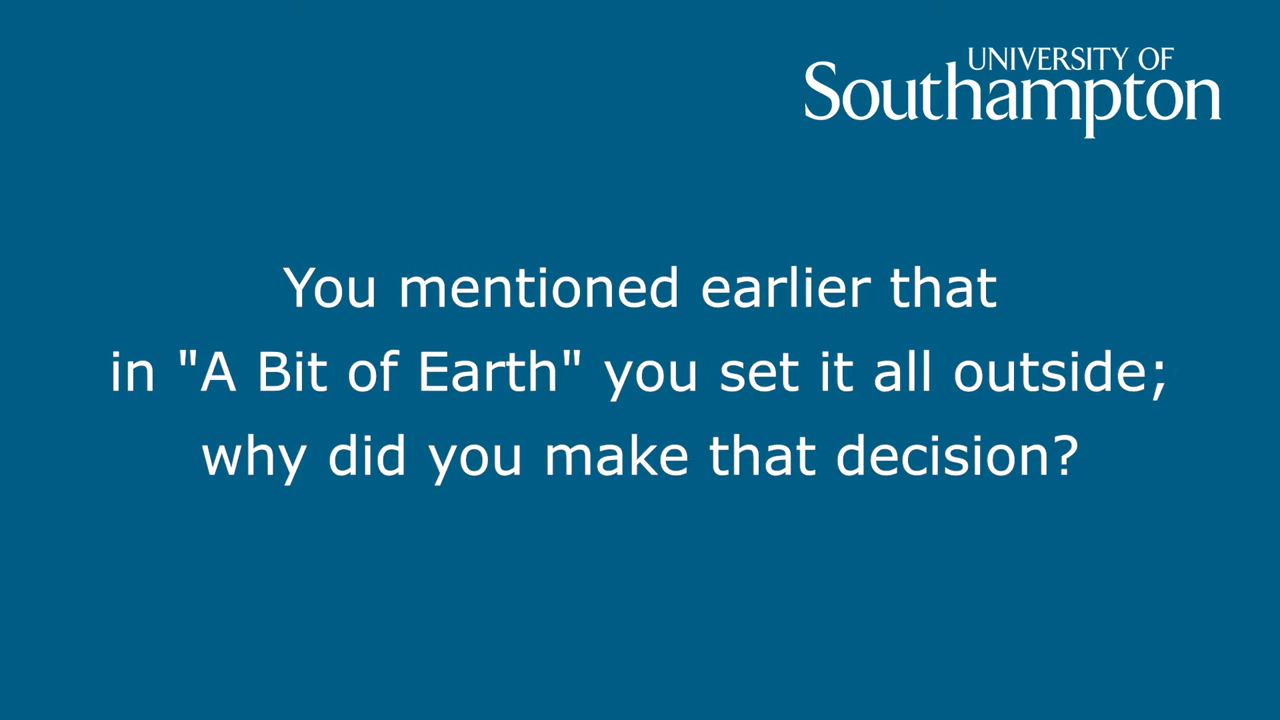 UNIVERSITY OF
Southampton
You mentioned earlier that
in "A Bit of Earth" you set it all outside;
why did you make that decision?